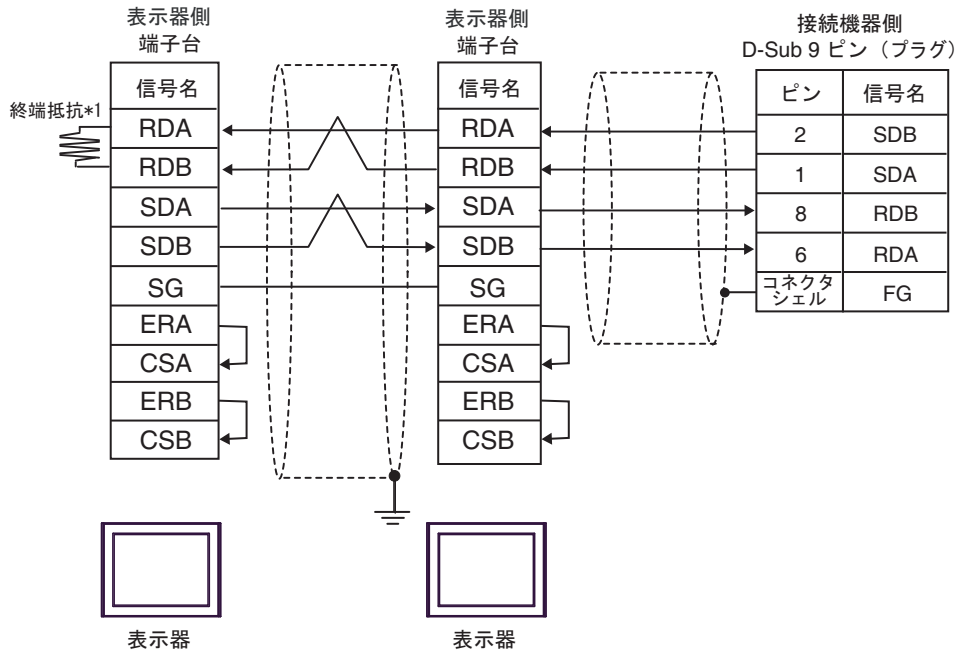 表示器側
端子台
信号名
RDA
RDB
SDA
SDB
SG
ERA
CSA
ERB
CSB
終端抵抗*1
表示器側
端子台
信号名
RDA
RDB
SDA
SDB
SG
ERA
CSA
ERB
CSB
接続機器側
D-Sub 9 ピン（プラグ）
ピン 信号名
2 SDB
1 SDA
8 RDB
6 RDA
コネクタ
シェル FG
表示器
表示器